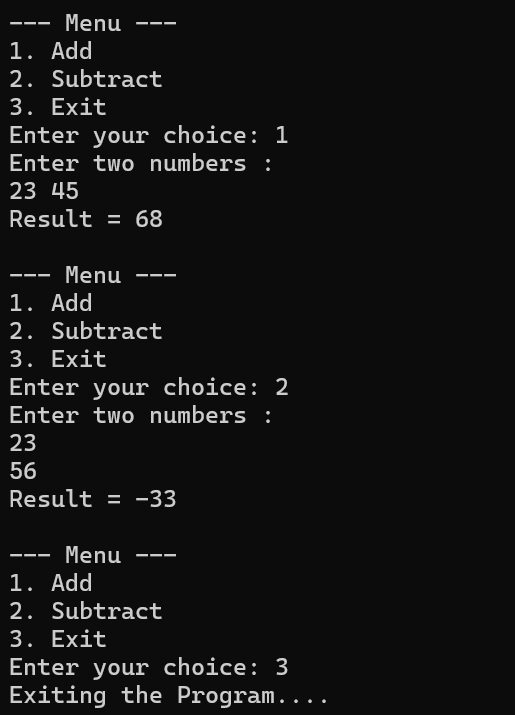 --- Menu ---
1. Add
2. Subtract
3. Exit
Enter your choice: 1
Enter two numbers :
23 45
Result = 68

--- Menu ---
1. Add
2. Subtract
3. Exit
Enter your choice: 2
Enter two numbers :
23
56
Result = -33

--- Menu ---
1. Add
2. Subtract
3. Exit
Enter your choice: 3
Exiting the Program....